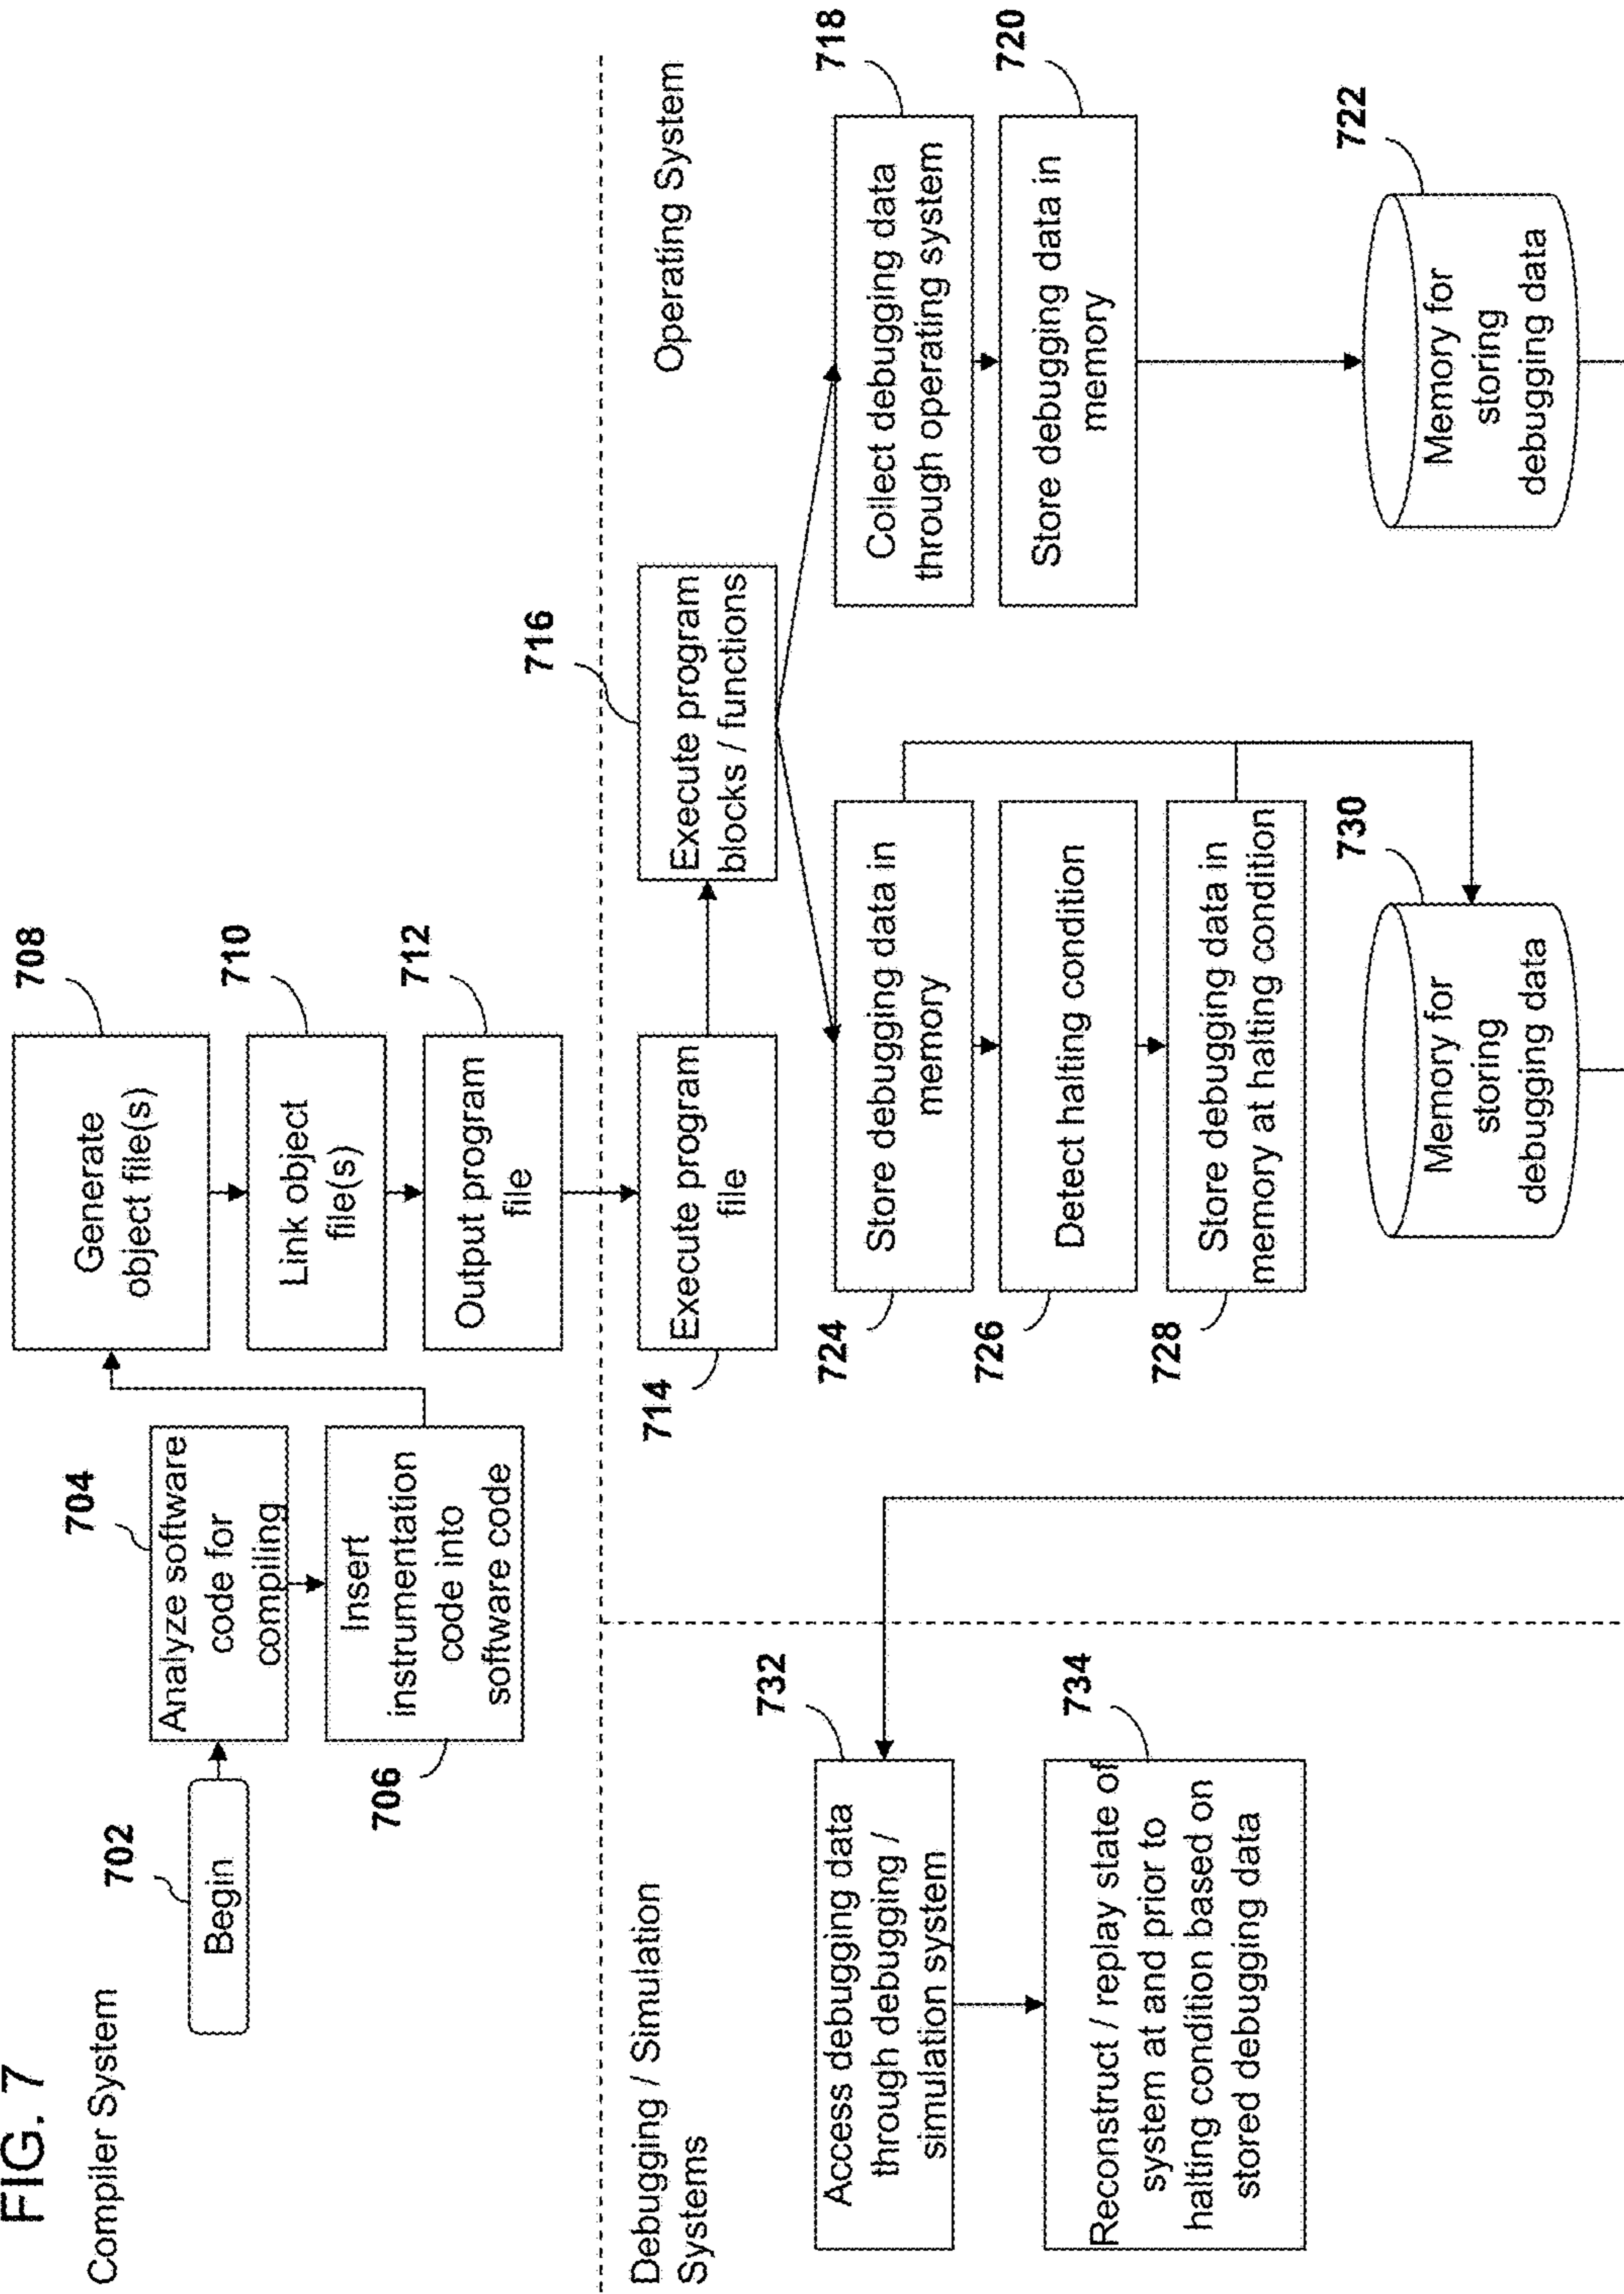 FIG. 7
Compiler System
702
Begin
704
Analyze software
code for
compiling
706
Insert
instrumentation
code into
software code
708
Generate
object file(s)
710
Link object
file(s)
712
Output program
file
Operating System
714
Execute program
file
716
Execute program
blocks / functions
718
Collect debugging data
through operating system
720
Store debugging data in
memory
722
Memory for
storing
debugging data
724
Store debugging data in
memory
726
Detect halting condition
728
Store debugging data in
memory at halting condition
730
Memory for
storing
debugging data
Debugging / Simulation
Systems
732
Access debugging data
through debugging /
simulation system
734
Reconstruct / replay state of
system at and prior to
halting condition based on
stored debugging data